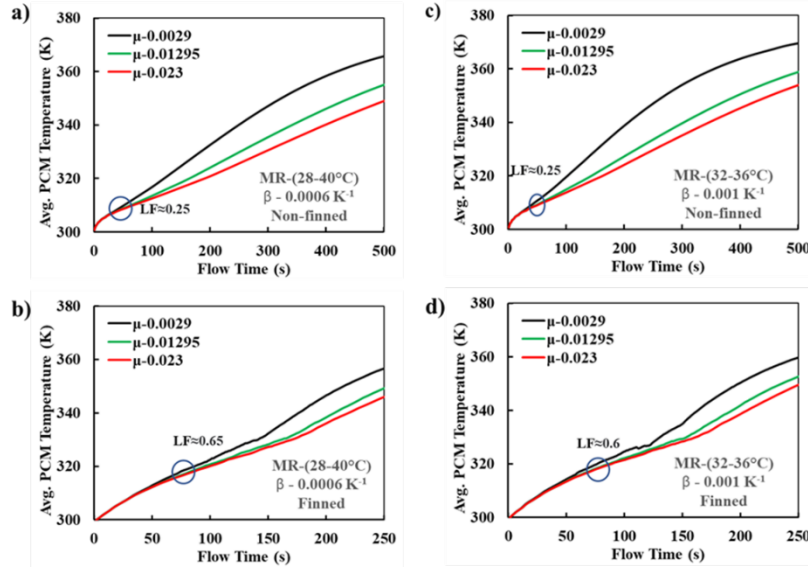 a)
380
360
340
320
300
Avg. PCM Temperature (K)
μ-0.0029
μ-0.01295
μ-0.023
LF≈0.25
MR-(28-40°C)
β - 0.0006 K⁻¹
Non-finned
0 100 200 300 400 500
Flow Time (s)
c)
380
360
340
320
300
Avg. PCM Temperature (K)
μ-0.0029
μ-0.01295
μ-0.023
LF≈0.25
MR-(32-36°C)
β - 0.001 K⁻¹
Non-finned
0 100 200 300 400 500
Flow Time (s)
b)
380
360
340
320
300
Avg. PCM Temperature (K)
μ-0.0029
μ-0.01295
μ-0.023
LF≈0.65
MR-(28-40°C)
β - 0.0006 K⁻¹
Finned
0 50 100 150 200 250
Flow Time (s)
d)
380
360
340
320
300
Avg. PCM Temperature (K)
μ-0.0029
μ-0.01295
μ-0.023
LF≈0.6
MR-(32-36°C)
β - 0.001 K⁻¹
Finned
0 50 100 150 200 250
Flow Time (s)